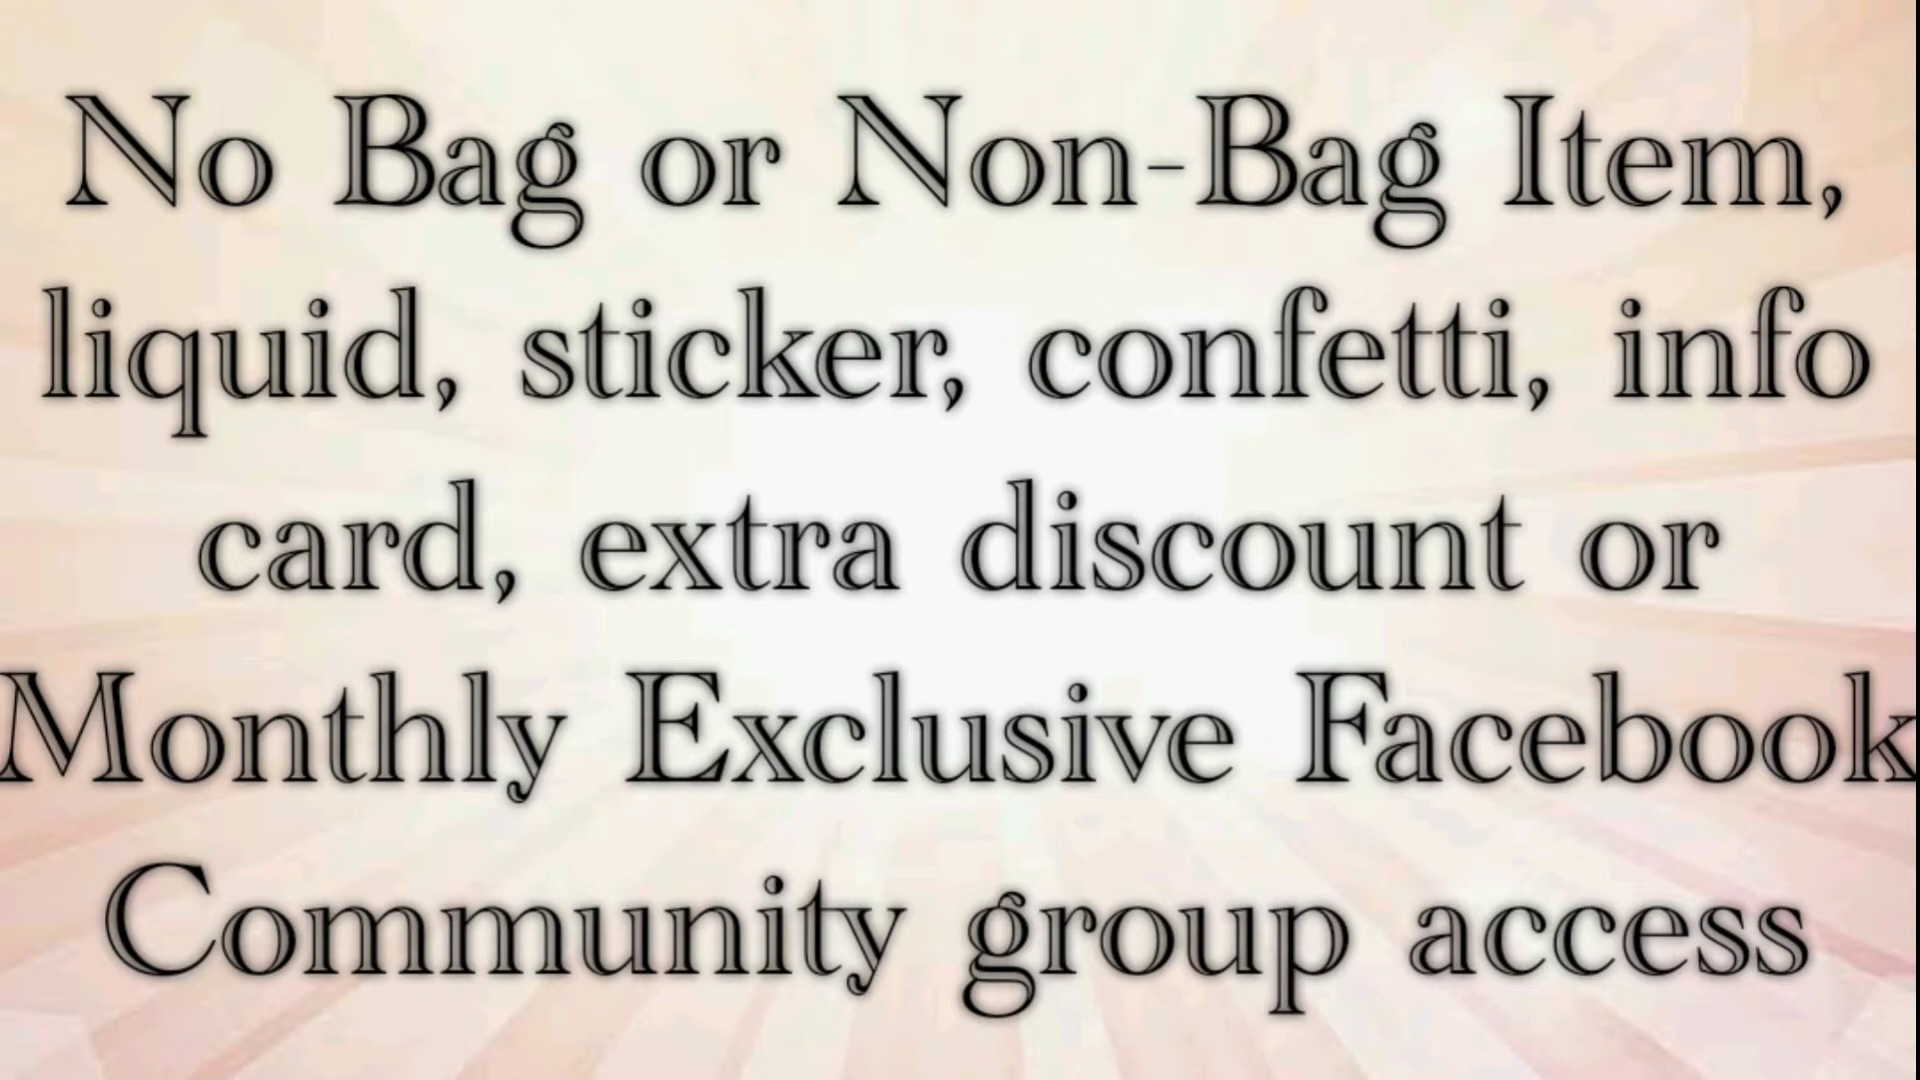 No Bag or Non-Bag Item,
liquid, sticker, confetti, info
card, extra discount or
Monthly Exclusive Facebook
Community group access